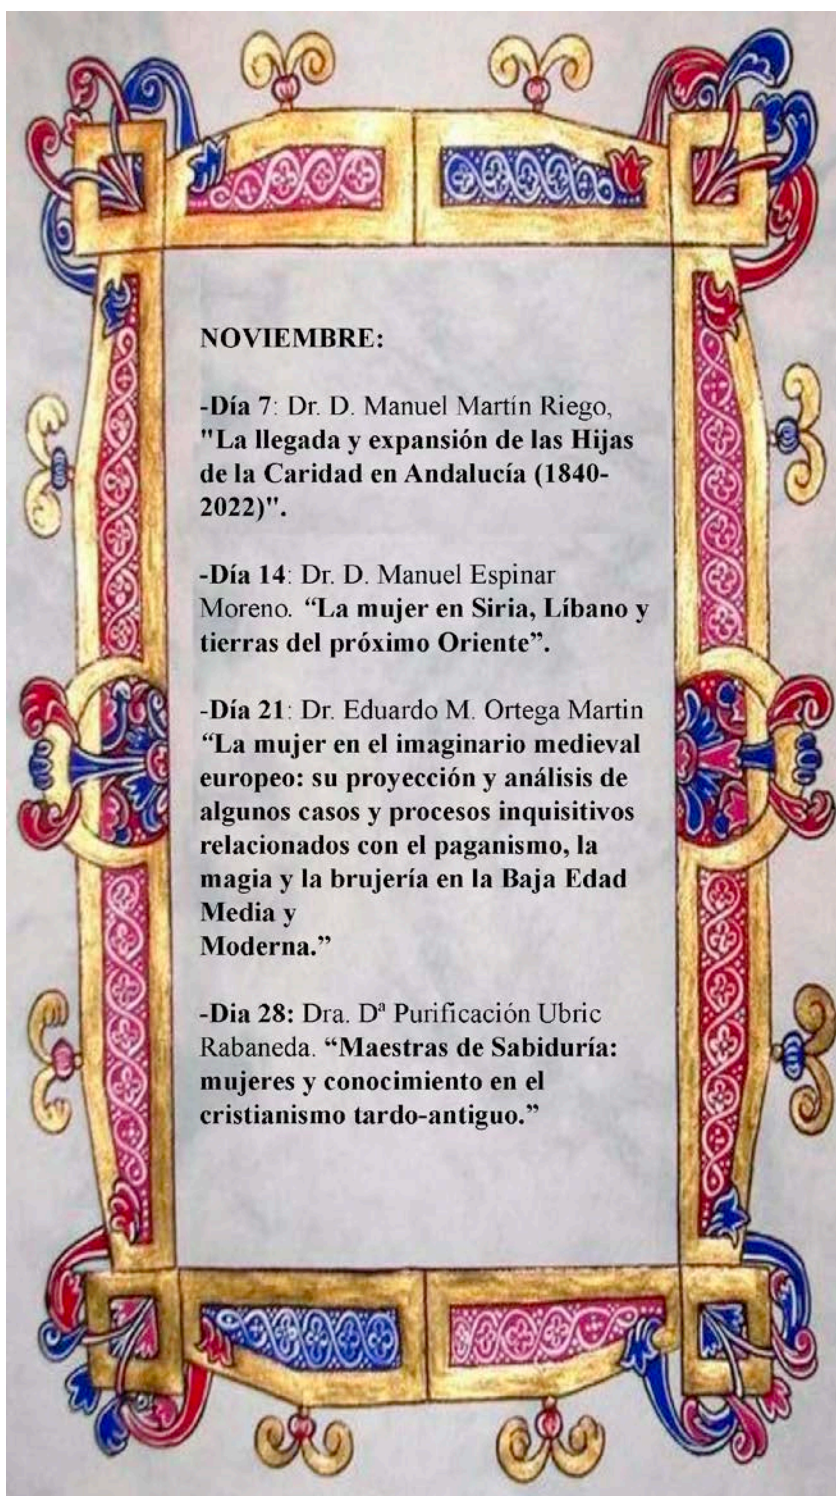 NOVIEMBRE:
-Día 7: Dr. D. Manuel Martín Riego,
"La llegada y expansión de las Hijas
de la Caridad en Andalucía (1840-
2022)".
-Día 14: Dr. D. Manuel Espinar
Moreno. “La mujer en Siria, Líbano y
tierras del próximo Oriente”.
-Día 21: Dr. Eduardo M. Ortega Martin
“La mujer en el imaginario medieval
europeo: su proyección y análisis de
algunos casos y procesos inquisitivos
relacionados con el paganismo, la
magia y la brujería en la Baja Edad
Media y
Moderna.”
-Dia 28: Dra. Dª Purificación Ubric
Rabaneda. “Maestras de Sabiduría:
mujeres y conocimiento en el
cristianismo tardo-antiguo.”